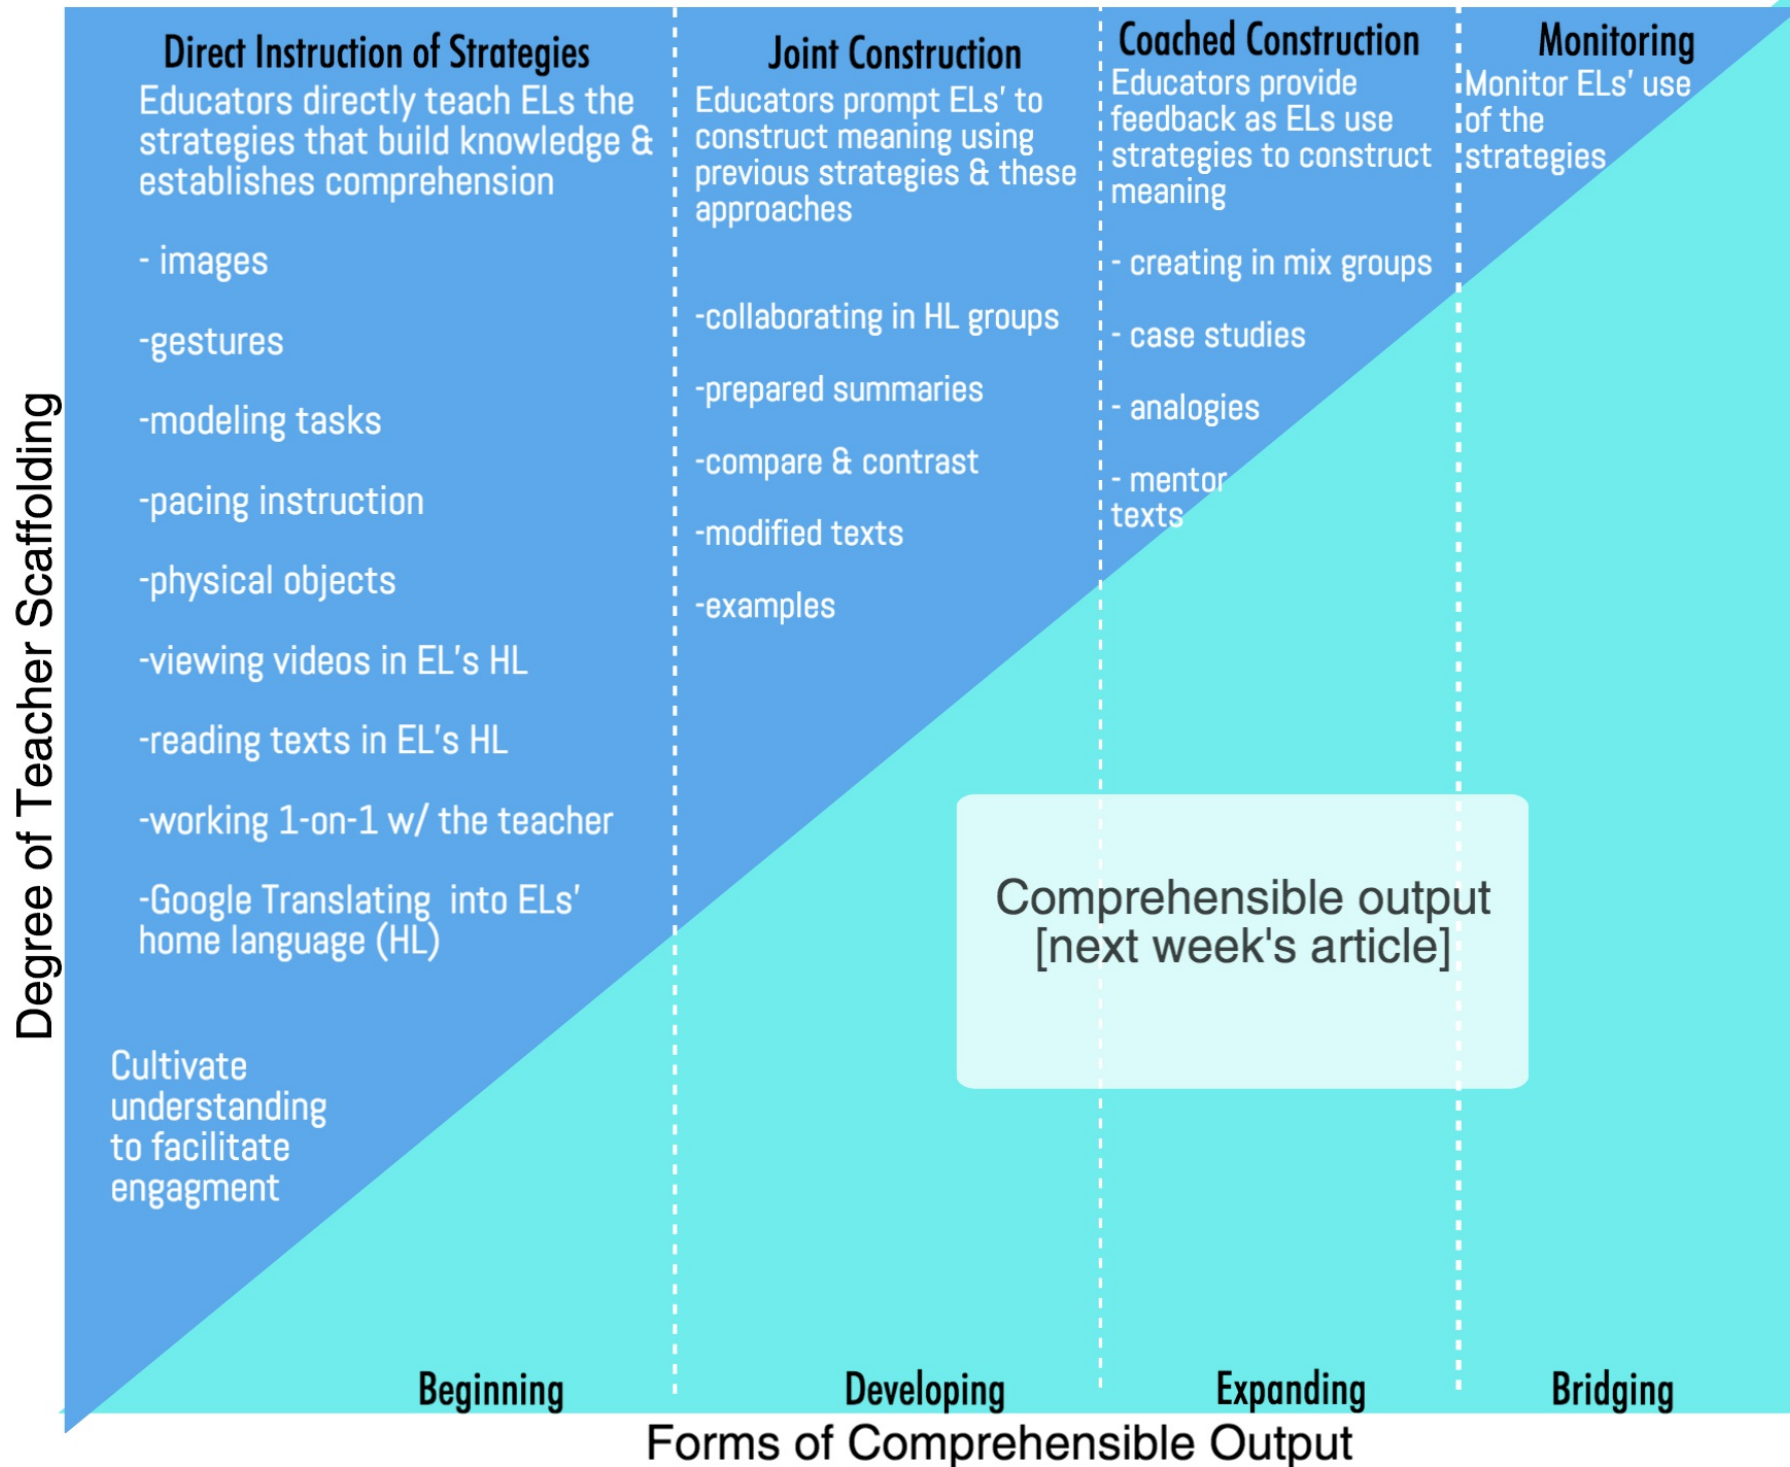 Degree of Teacher Scaffolding
Direct Instruction of Strategies
Educators directly teach ELs the
strategies that build knowledge &
establishes comprehension
- images
-gestures
-modeling tasks
-pacing instruction
-physical objects
-viewing videos in EL's HL
-reading texts in EL's HL
-working 1-on-1 w/ the teacher
-Google Translating into ELs'
home language (HL)
Cultivate
understanding
to facilitate
engagment
Joint Construction
Educators prompt ELs' to
construct meaning using
previous strategies & these
approaches
-collaborating in HL groups
-prepared summaries
-compare & contrast
-modified texts
-examples
Coached Construction
Educators provide
feedback as ELs use
strategies to construct
meaning
- creating in mix groups
- case studies
- analogies
- mentor
texts
Monitoring
Monitor ELs' use
of the
strategies
Comprehensible output
[next week's article]
Beginning
Developing
Expanding
Bridging
Forms of Comprehensible Output